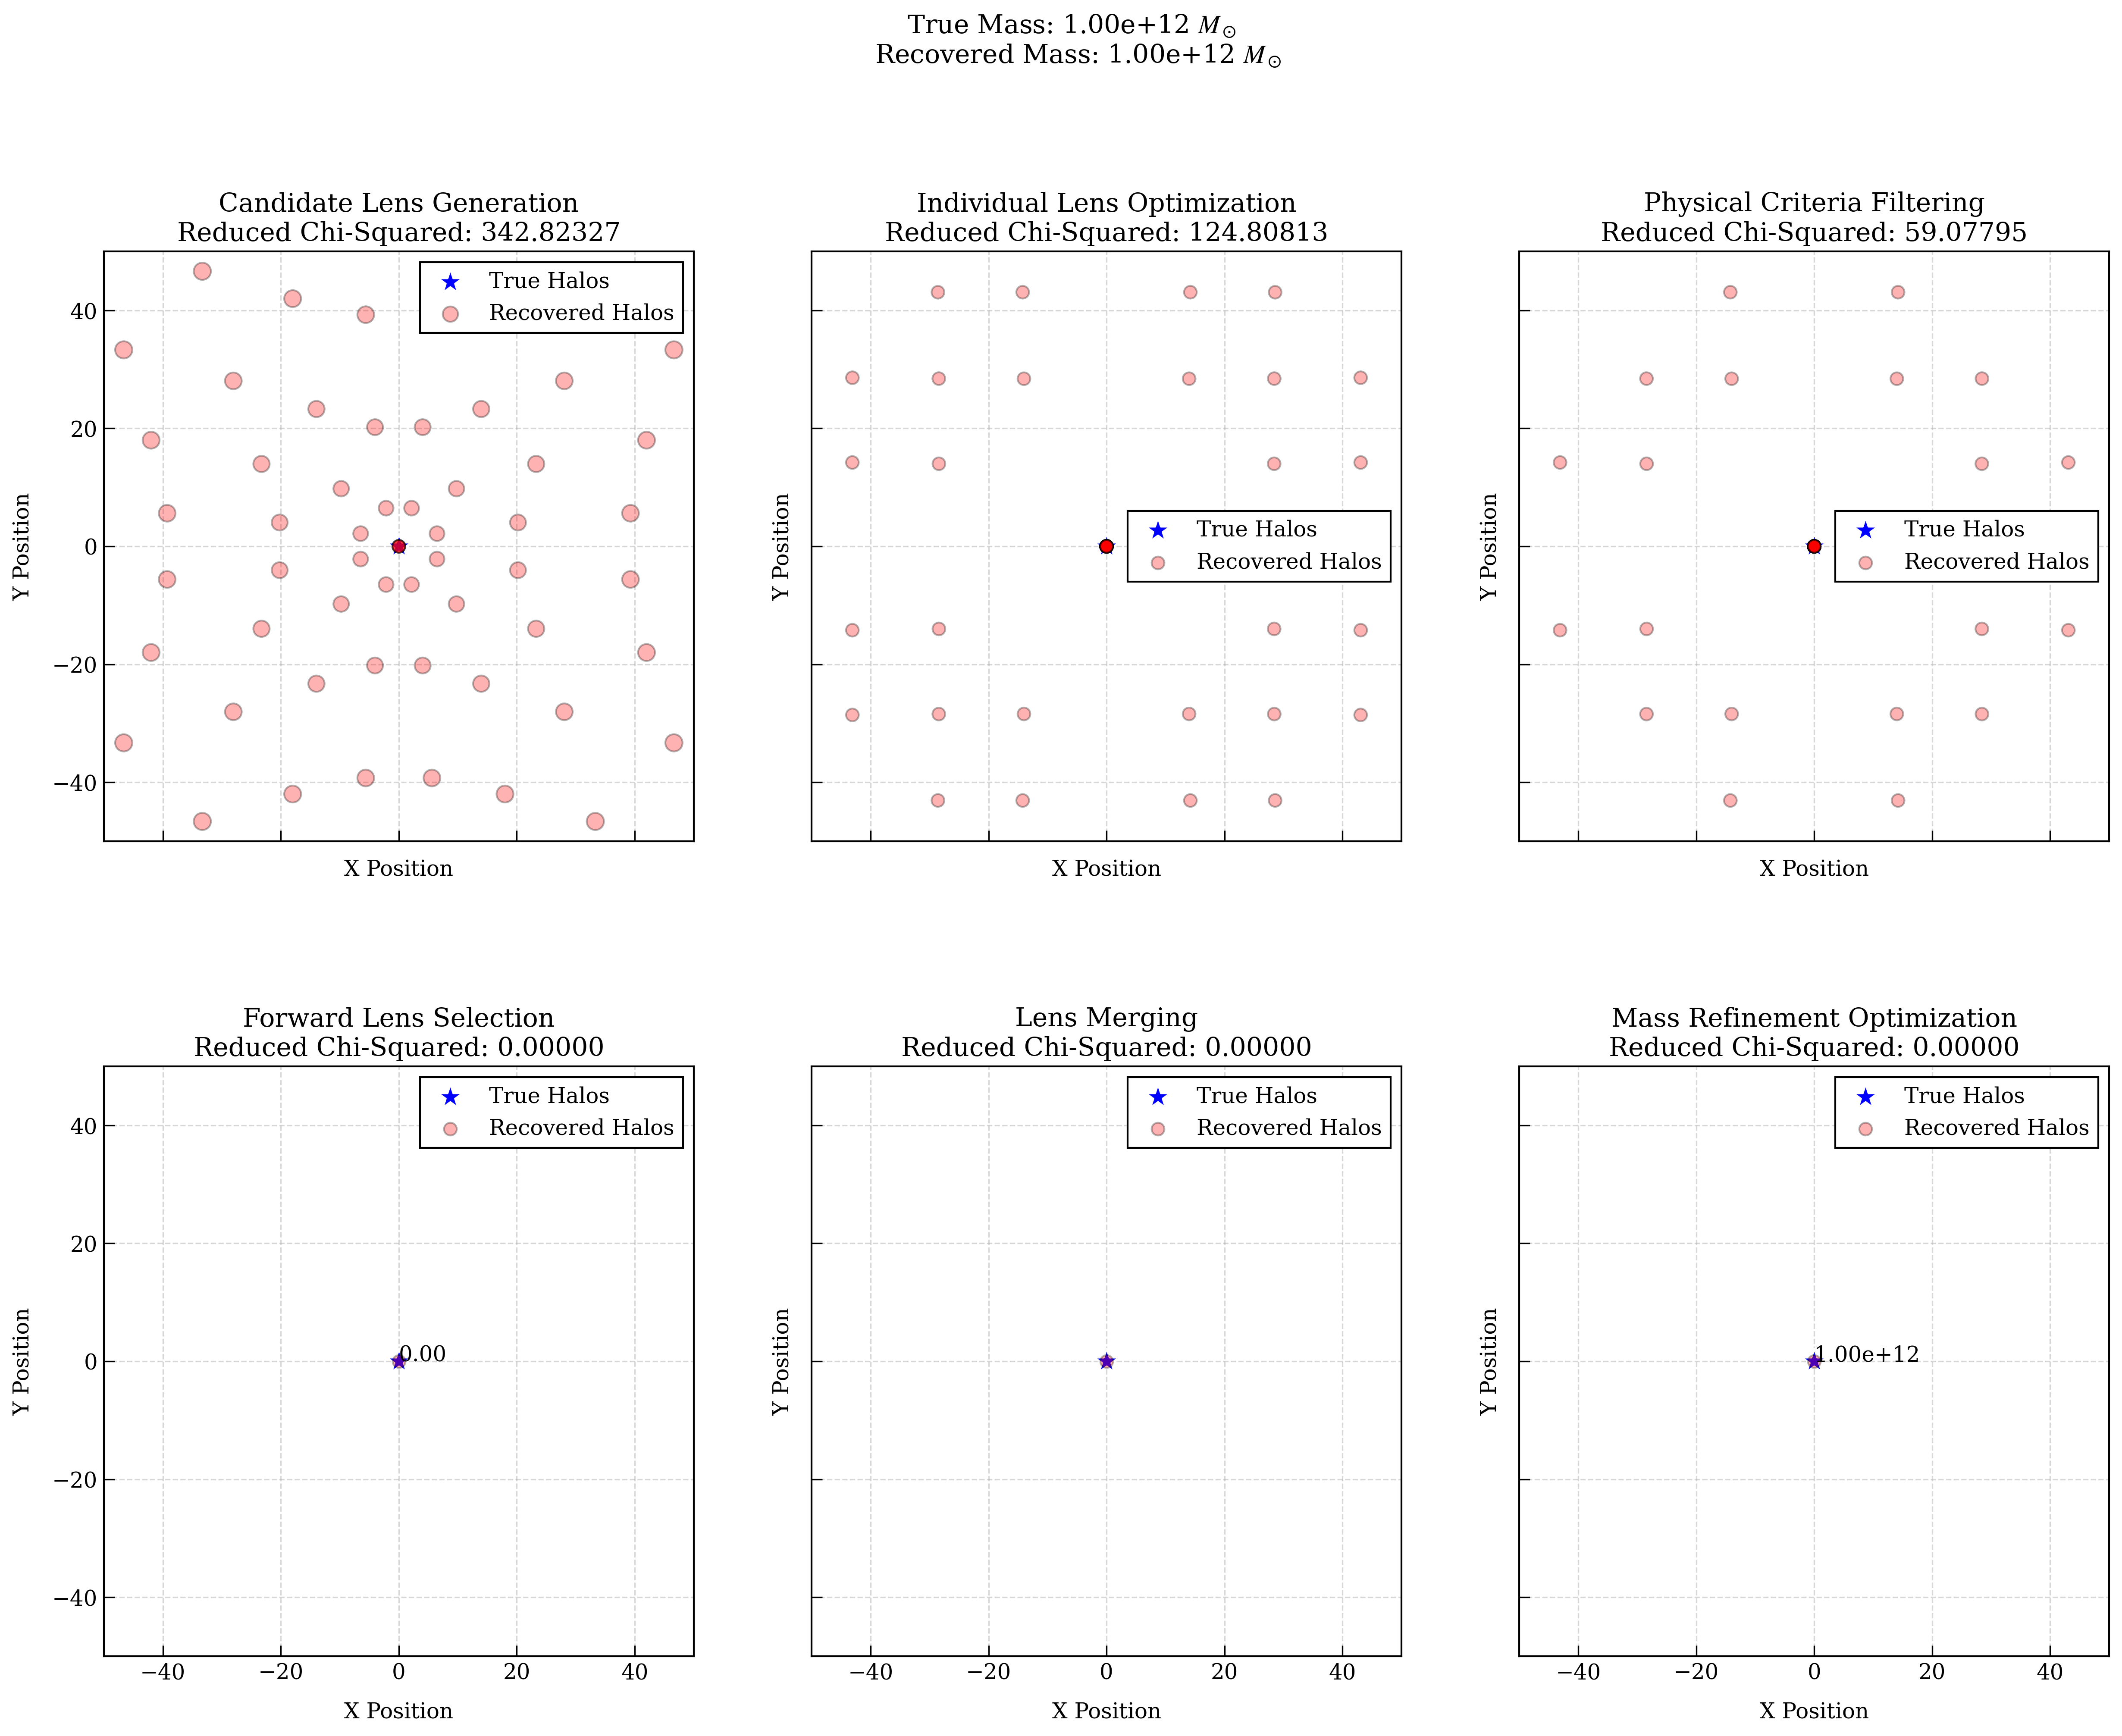 True Mass: 1.00e+12 M⊙
Recovered Mass: 1.00e+12 M⊙
Candidate Lens Generation
Reduced Chi-Squared: 342.82327
True Halos
Recovered Halos
40
20
0
−20
−40
Y Position
X Position
Individual Lens Optimization
Reduced Chi-Squared: 124.80813
True Halos
Recovered Halos
Y Position
X Position
Physical Criteria Filtering
Reduced Chi-Squared: 59.07795
True Halos
Recovered Halos
Y Position
X Position
Forward Lens Selection
Reduced Chi-Squared: 0.00000
True Halos
Recovered Halos
40
20
0
−20
−40
Y Position
0.00
−40 −20 0 20 40
X Position
Lens Merging
Reduced Chi-Squared: 0.00000
True Halos
Recovered Halos
Y Position
−40 −20 0 20 40
X Position
Mass Refinement Optimization
Reduced Chi-Squared: 0.00000
True Halos
Recovered Halos
Y Position
1.00e+12
−40 −20 0 20 40
X Position